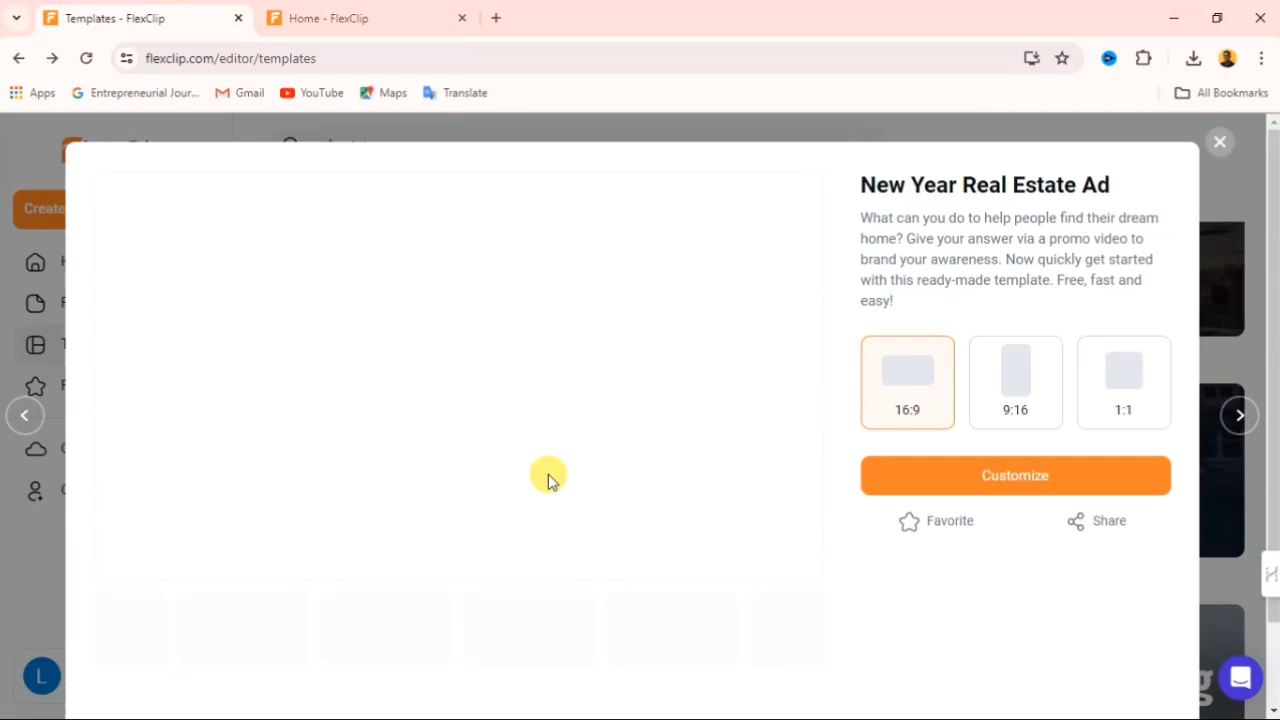 Templates - FlexClip
Home - FlexClip
flexclip.com/editor/templates
Apps
Entrepreneurial Jour...
Gmail
YouTube
Maps
Translate
All Bookmarks
Create
New Year Real Estate Ad
What can you do to help people find their dream
home? Give your answer via a promo video to
brand your awareness. Now quickly get started
with this ready-made template. Free, fast and
easy!
16:9
9:16
1:1
Customize
Favorite
Share
L